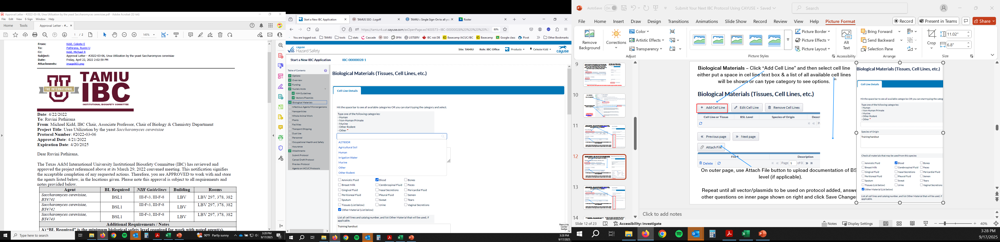 Approval Letter - #2022-03-06, Urea Utilization by the yeast Saccharomyces cerevisiae.pdf - Adobe Acrobat (32-bit)
File Edit View E-Sign Window Help
Home Tools Approval Letter - #... ×
1 / 2 145%
From: Kidd, Celeste E
To: Pathirana, Ruvini U
Cc: Kidd, Michael R
Subject: Approval Letter - #2022-03-06, Urea Utilization by the yeast Saccharomyces cerevisiae
Date: Friday, April 22, 2022 2:02:59 PM
Attachments: image003.png
THE INTERNATIONAL
TAMIU
IBC
INSTITUTIONAL BIOSAFETY COMMITTEE
Date: 4/22/2022
To: Ruvini Pathirana
From: Michael Kidd, IBC Chair, Associate Professor, Chair of Biology & Chemistry Department
Project Title: Urea Utilization by the yeast Saccharomyces cerevisiae
Protocol Number: #2022-03-06
Approval Date: 4/21/2022
Expiration Date: 4/20/2025
Dear Ruvini Pathirana,
The Texas A&M International University Institutional Biosafety Committee (IBC) has reviewed and
approved the project referenced above at its March 29, 2022 convened meeting. This notification signifies
the acceptable completion of any requested actions. Therefore, you are APPROVED to work with and store
the agents listed below, in the locations given. Please note this approval is subject to all requirements and
notes provided below.
Agent BL Required NIH Guidelines Building Rooms
Saccharomyces cerevisiae, BY4741 BSL1 III-F-3, III-F-8 LBV LBV 297, 378, 382
Saccharomyces cerevisiae, BY4742 BSL1 III-F-3, III-F-8 LBV LBV 297, 378, 382
Saccharomyces cerevisiae, BY4743 BSL1 III-F-3, III-F-8 LBV LBV 297, 378, 382
Additional Requirements / Notes
A) "BL Required" is the minimum biological safety level required for work with noted agent(s).
Type here to search
90°F Partly sunny
3:28 PM
9/17/2025
Start a New IBC Application × TAMUS SSO : Logoff × TAMIU :: Single Sign-On to all you × Roster ×
https://tamiur4.uat.cayuse.com/esOpenPage.wc?400573~IBC-00000028%20%20%20%20% 80%
You are logged out. TAMIU tools stats Cascade SSO SPIN LISTSERV IBC risk DB Basecamp IACUC/IBC Basecamp Google class Pivot Other Bookmarks
cayuse
Hazard Safety
Site: TAMIU Role: IBC Office Products Celeste Kidd cayuse
Start a New IBC Application IBC-00000028 1
Table of Contents
Options
Overview
Funding
Nucleic Acids
NIH Guidelines
Vectors/Plasmids
Biological Materials
Infectious Agents/Microorganisms
Nanoparticles
Whole Animal Work
Plants
Facilities
Transport/Shipping
Dual Use
Personnel
Occupational Health and Safety
Assurance
Attachments
Submit Protocol
Cancel Draft Protocol
Preview Protocol
Agents on IACUC Protocols
Biological Materials (Tissues, Cell Lines, etc.)
Cell Line Details
Hit the space bar to see all available categories OR you can start typing the category and select.
Type one of the following categories:
- Human
- Non-Human Primate
- Murine
- Other Rodent
- Other *
A2780DR
Agricultural Soil
Human
Irrigation Water
Murine
Other
Other Rodent
Amniotic Fluid Blood Bones
Breast Milk Cerebrospinal Fluid Feces
Gingival Fluid Nasal Secretions Pericardial Fluid
Peritioneal Fluid Pleural Fluid Semen
Sputum Sweat Tears
Tissues (List below) Urine Vaginal Secretions
Other Material (List below)
List all cell lines and catalog number, and list Other Material that will be used, if
applicable.
Training handout
Resource
Center
badge
3:28 PM
9/17/2025
AutoSave On Submit Your Next IBC Protocol Using CAYUSE • Saved Search
File Home Insert Draw Design Transitions Animations Slide Show Record Review View Help Picture Format Record Present in Teams Share
Remove Background
Corrections
Color
Artistic Effects
Transparency
Adjust
Picture Styles
Picture Border
Picture Effects
Picture Layout
Alt Text
Accessibility
Bring Forward
Send Backward
Selection Pane
Arrange
Crop
11.02"
6.8"
Size
9
10
11
12
13
14
Biological Materials – Click “Add Cell Line” and then select cell line
either put a space in cel line text box & a list of all available cell lines
will be shown or can type category to see options.
Biological Materials (Tissues, Cell Lines, etc.)
+ Add Cell Line Edit Cell Line Remove Cell Lines
Cell Line or Tissue BSL Level Species of Origin Descri
« Previous page » Next page
Attach File
File Description
Delete Page 1 of 0
On outer page, use Attach File button to upload documentation of BS
level (if applicable).
Repeat until all vector/plasmids to be used on protocol added, answe
other questions on inner page shown on right and click Save Changes
Biological Materials (Tissues, Cell Lines, etc.)
Cell Line Details
Hit the space bar to see all available categories OR you can start typing the categ
Type one of the following categories:
- Human
- Non-Human Primate
- Murine
- Other Rodent
- Other *
Species of Origin
Training handout
Check all materials that may be used from this species
Amniotic Fluid Blood Bones
Breast Milk Cerebrospinal Fluid Feces
Gingival Fluid Nasal Secretions Pericardial Fluid
Peritioneal Fluid Pleural Fluid Semen
Sputum Sweat Tears
Tissues (List below) Urine Vaginal Secretions
Other Material (List below)
List all cell lines and catalog number, and list Other Material that will be used, if
applicable.
Click to add notes
Slide 12 of 23 Accessibility: Investigate Notes Display Settings 40%
3:28 PM
9/17/2025